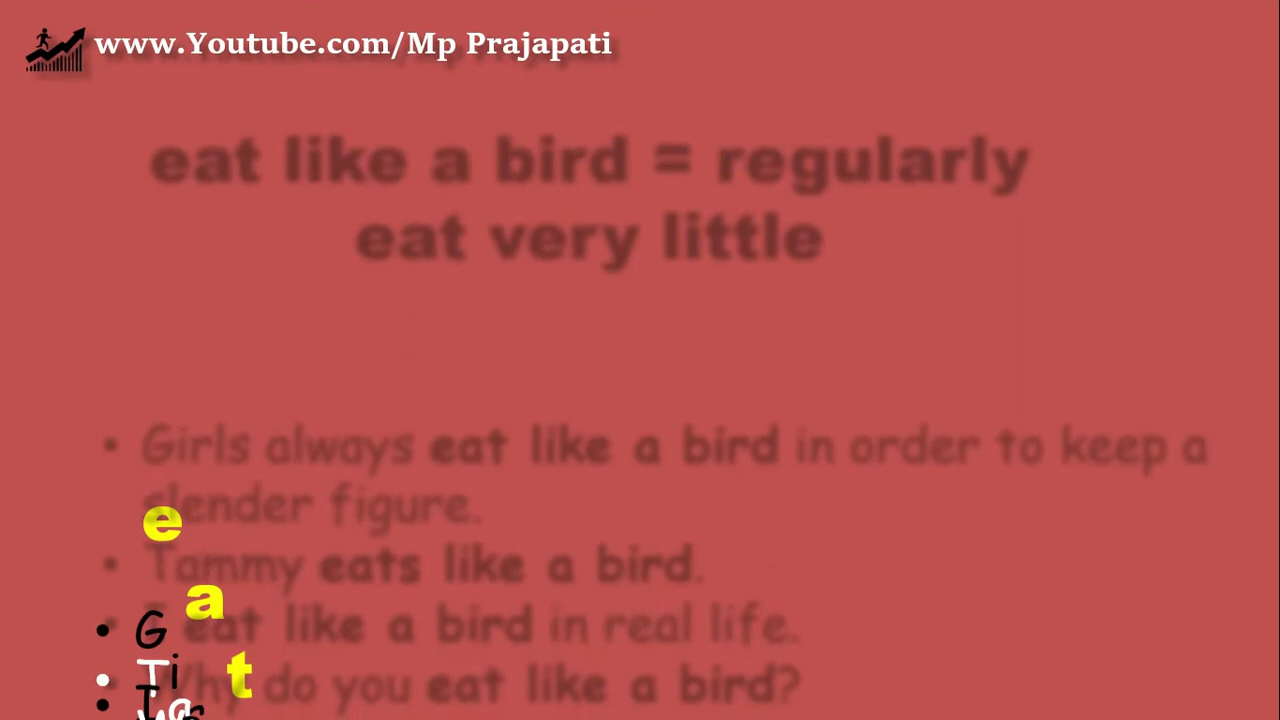 www.Youtube.com/Mp Prajapati
eat like a bird = regularly
eat very little
• Girls always eat like a bird in order to keep a
slender figure.
• Tammy eats like a bird.
• I eat like a bird in real life.
• Why do you eat like a bird?
e
a
t
• G
i
• T
• I